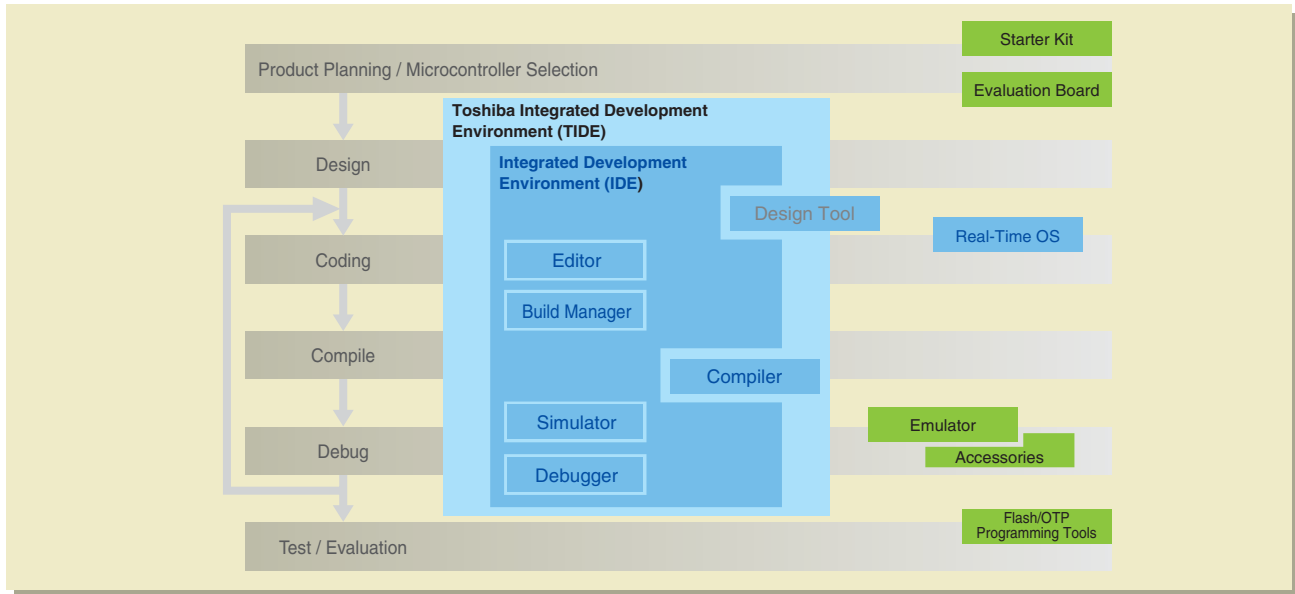 Starter Kit
Product Planning / Microcontroller Selection
Evaluation Board
Toshiba Integrated Development
Environment (TIDE)
Design
Integrated Development
Environment (IDE)
Design Tool
Real-Time OS
Coding
Editor
Build Manager
Compile
Compiler
Simulator
Emulator
Debug
Accessories
Debugger
Flash/OTP
Programming Tools
Test / Evaluation